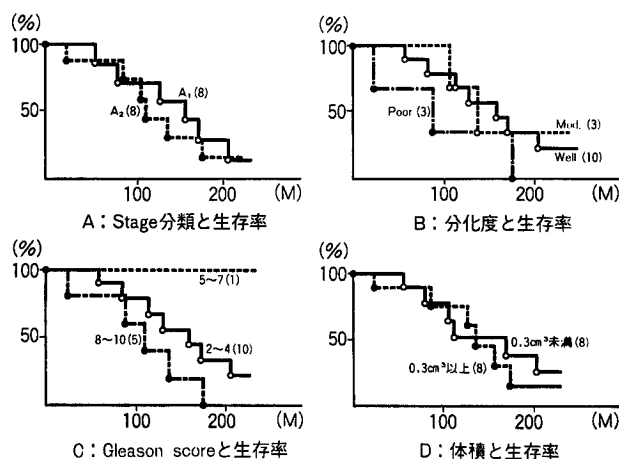 (%)
100
50
A₁(8)
A₂(8)
100
200
(M)
A：Stage分類と生存率
(%)
100
50
Poor(3)
Mod.(3)
Well(10)
100
200
(M)
B：分化度と生存率
(%)
100
50
5〜7(1)
8〜10(5)
2〜4(10)
100
200
(M)
C：Gleason scoreと生存率
(%)
100
50
0.3cm³未満(8)
0.3cm³以上(8)
100
200
(M)
D：体積と生存率